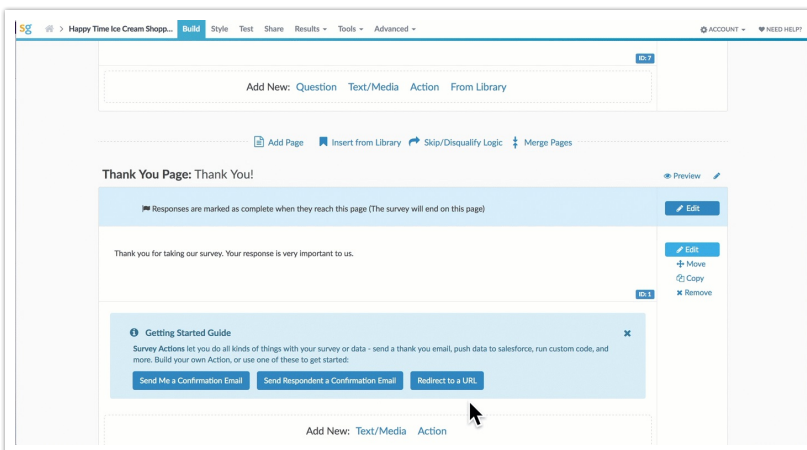 sg > Happy Time Ice Cream Shopp... Build Style Test Share Results Tools Advanced ACCOUNT NEED HELP?
ID: 7
Add New: Question Text/Media Action From Library
Add Page Insert from Library Skip/Disqualify Logic Merge Pages
Thank You Page: Thank You! Preview
Responses are marked as complete when they reach this page (The survey will end on this page) Edit
Thank you for taking our survey. Your response is very important to us.
Edit
Move
Copy
Remove
ID: 1
Getting Started Guide
Survey Actions let you do all kinds of things with your survey or data - send a thank you email, push data to salesforce, run custom code, and
more. Build your own Action, or use one of these to get started:
Send Me a Confirmation Email Send Respondent a Confirmation Email Redirect to a URL
Add New: Text/Media Action